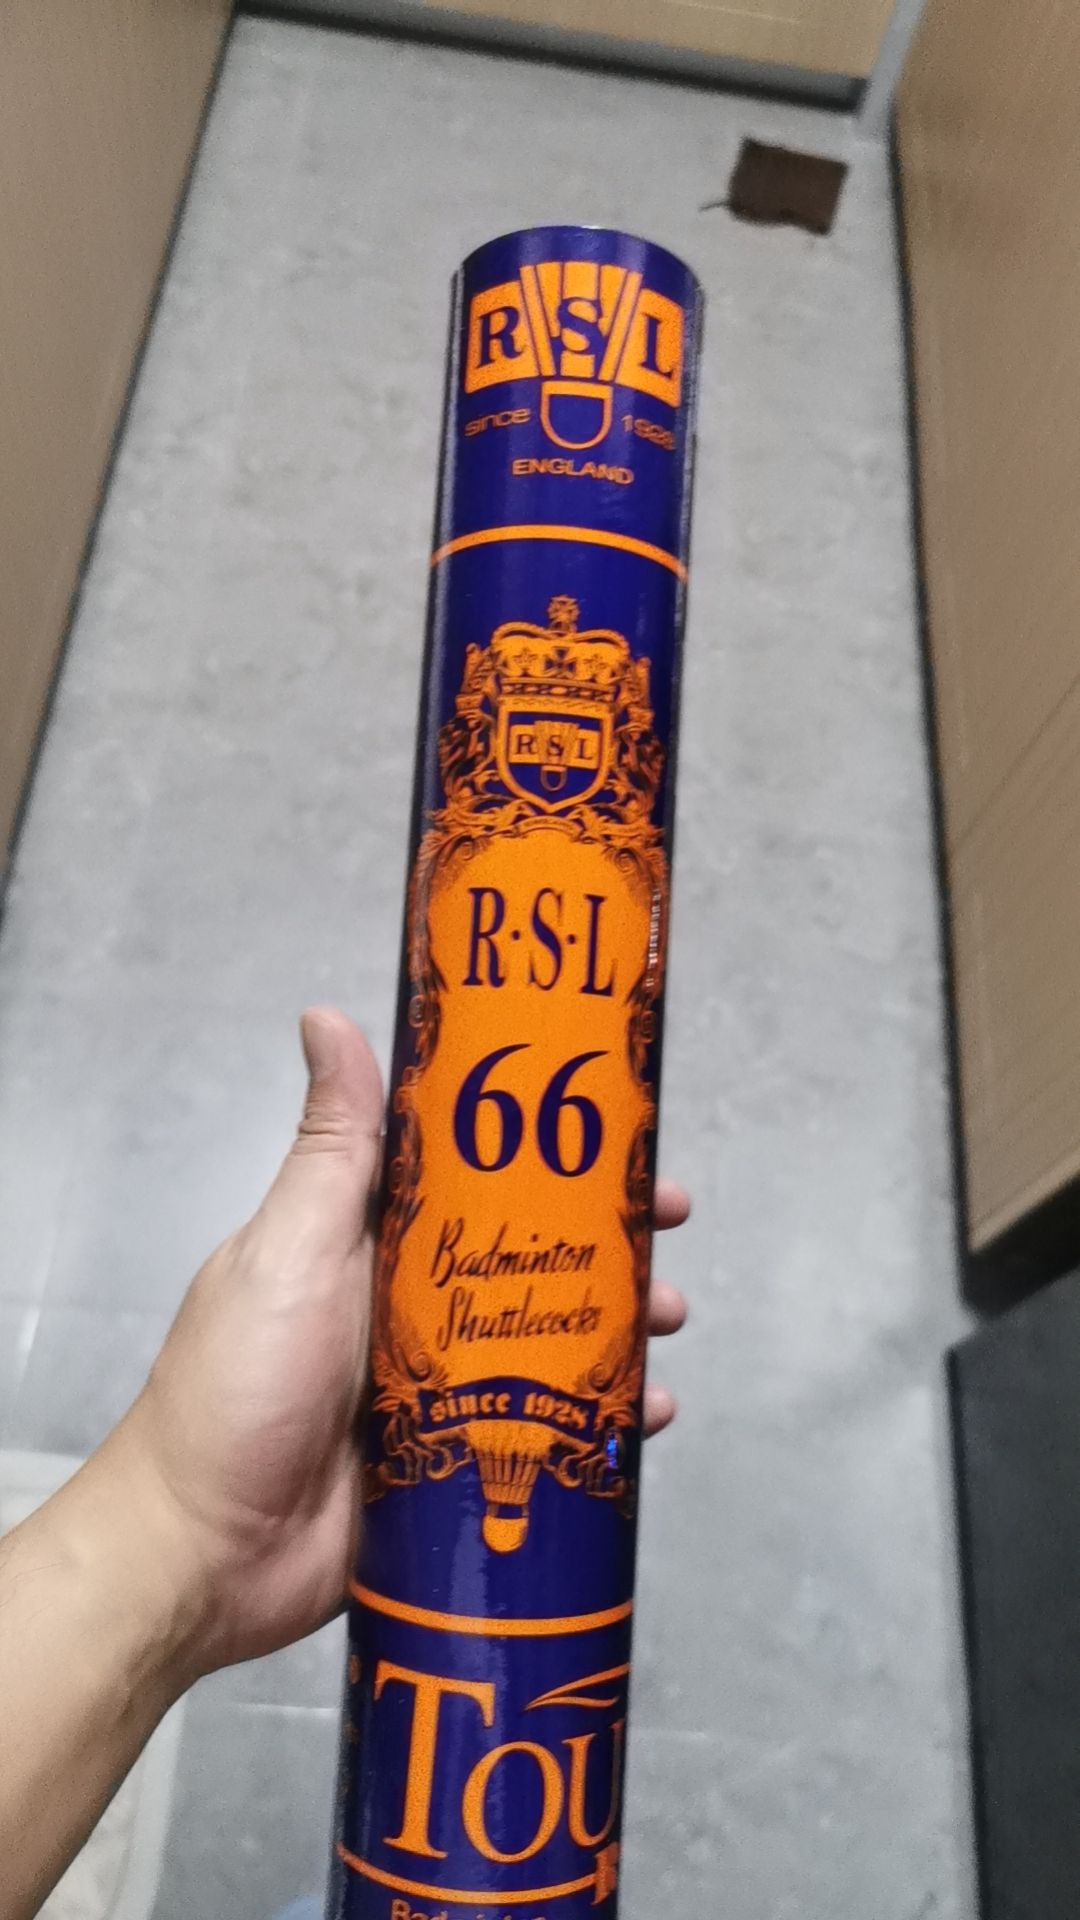 RSL
since 1928
ENGLAND
RSL
R·S·L
66
Badminton
Shuttlecocks
since 1928
Tou